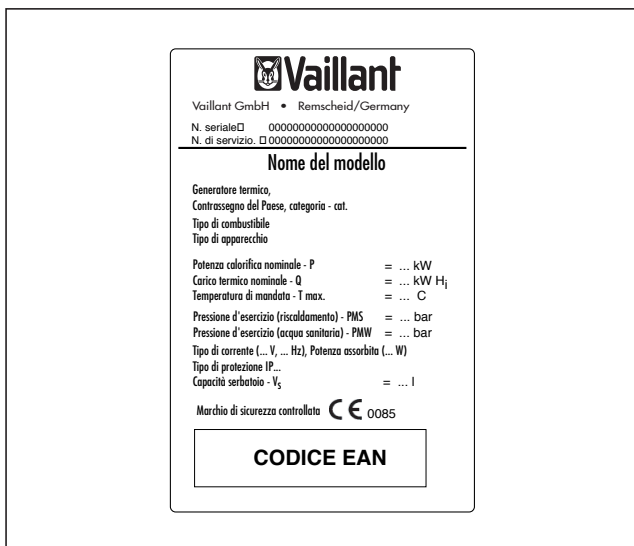 Vaillant
Vaillant GmbH • Remscheid/Germany
N. seriale□ 00000000000000000000
N. di servizio. □ 00000000000000000000
Nome del modello
Generatore termico,
Contrassegno del Paese, categoria - cat.
Tipo di combustibile
Tipo di apparecchio
Potenza calorifica nominale - P = ... kW
Carico termico nominale - Q = ... kW Hi
Temperatura di mandata - T max. = ... C
Pressione d'esercizio (riscaldamento) - PMS = ... bar
Pressione d'esercizio (acqua sanitaria) - PMW = ... bar
Tipo di corrente (... V, ... Hz), Potenza assorbita (... W)
Tipo di protezione IP...
Capacità serbatoio - VS = ... l
Marchio di sicurezza controllata CE 0085
CODICE EAN